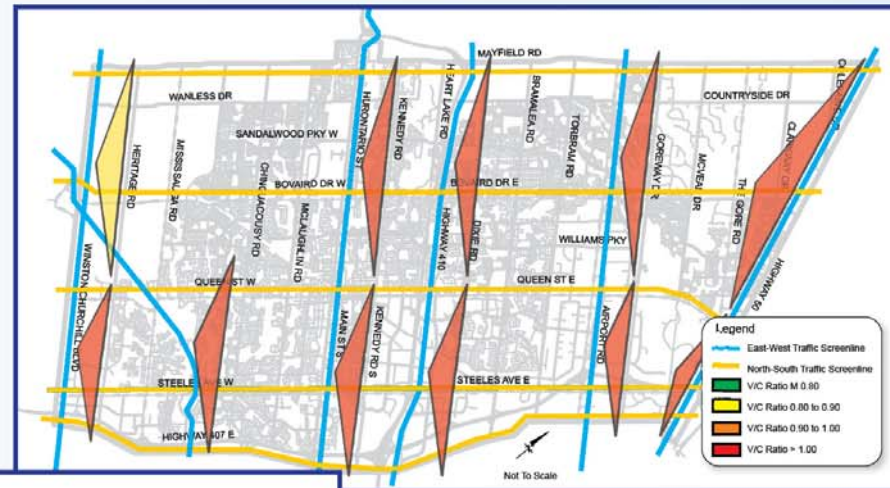 MAYFIELD RD
WANLESS DR
COUNTRYSIDE DR
SANDALWOOD PKY W
HURONTARIO ST
KENNEDY RD
HEART LAKE RD
BRAMALEA RD
TORBRAM RD
GOREWAY DR
MCVEAN DR
THE GORE RD
HERITAGE RD
MISSISSAUGA RD
CHINGUACOUSY RD
MCLAUGHLIN RD
BOVAIRD DR W
BOVAIRD DR E
HIGHWAY 410
DIXIE RD
WILLIAMS PKY
WINSTON CHURCHILL BLVD
QUEEN ST W
QUEEN ST E
HIGHWAY 50
MAIN ST S
KENNEDY RD S
AIRPORT RD
STEELES AVE W
STEELES AVE E
HIGHWAY 407 E
Not To Scale
Legend
East-West Traffic Screenline
North-South Traffic Screenline
V/C Ratio M 0.80
V/C Ratio 0.80 to 0.90
V/C Ratio 0.90 to 1.00
V/C Ratio > 1.00